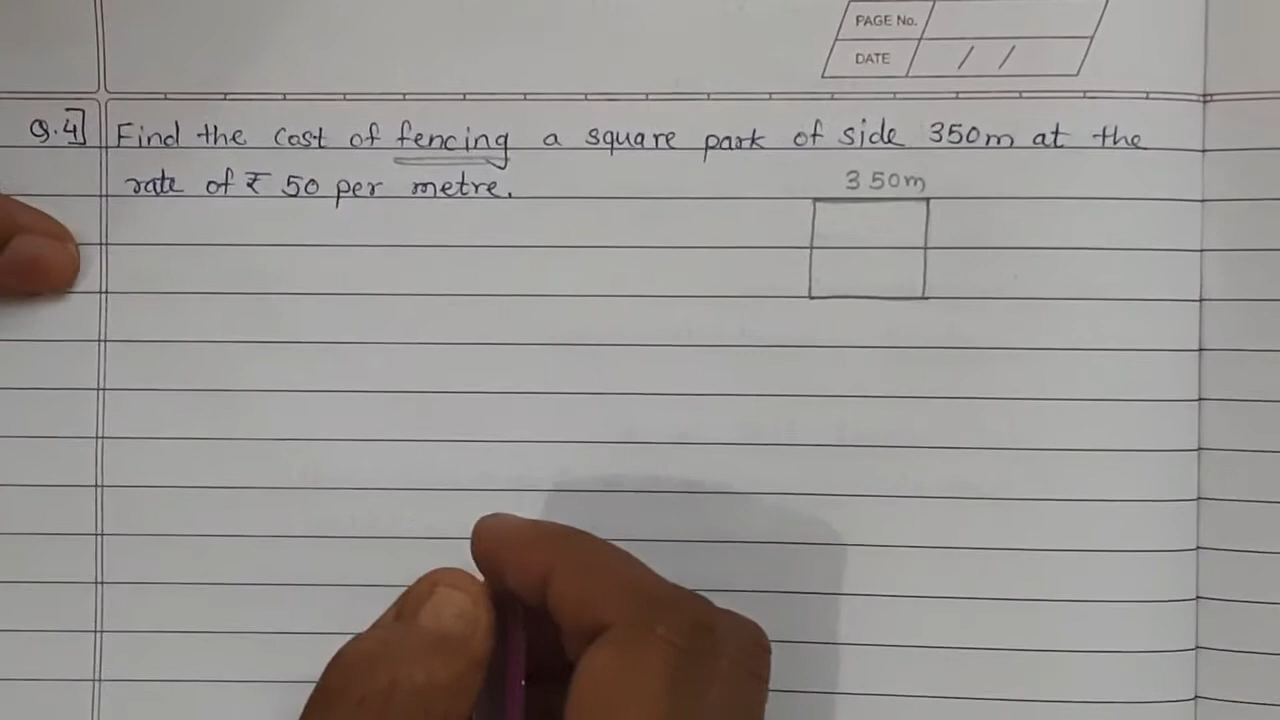 PAGE No.
DATE / /
Q.4] Find the cost of fencing a square park of side 350m at the
rate of ₹ 50 per metre.
350m